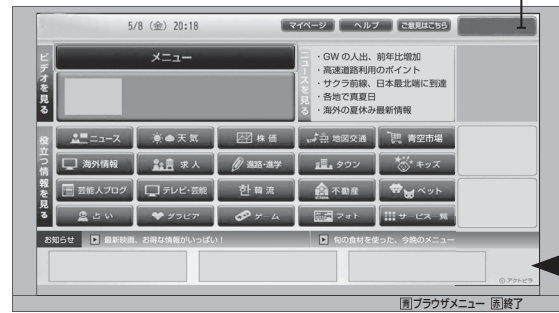 5/8（金）20:18
マイページ
ヘルプ
ご意見はこちら
ビデオを見る
メニュー
ニュースを見る
・GWの人出、前年比増加
・高速道路利用のポイント
・サクラ前線、日本最北端に到達
・各地で真夏日
・海外の夏休み最新情報
役立つ情報を見る
ニュース
天気
株価
地図交通
青空市場
海外情報
求人
進路・進学
タウン
キッズ
芸能人ブログ
テレビ・芸能
한 韓流
不動産
ペット
占い
グラビア
ゲーム
フォト
サービス一覧
お知らせ
最新映画、お得な情報がいっぱい！
旬の食材を使った、今晩のメニュー
©アクトビラ
青 ブラウザメニュー 赤 終了